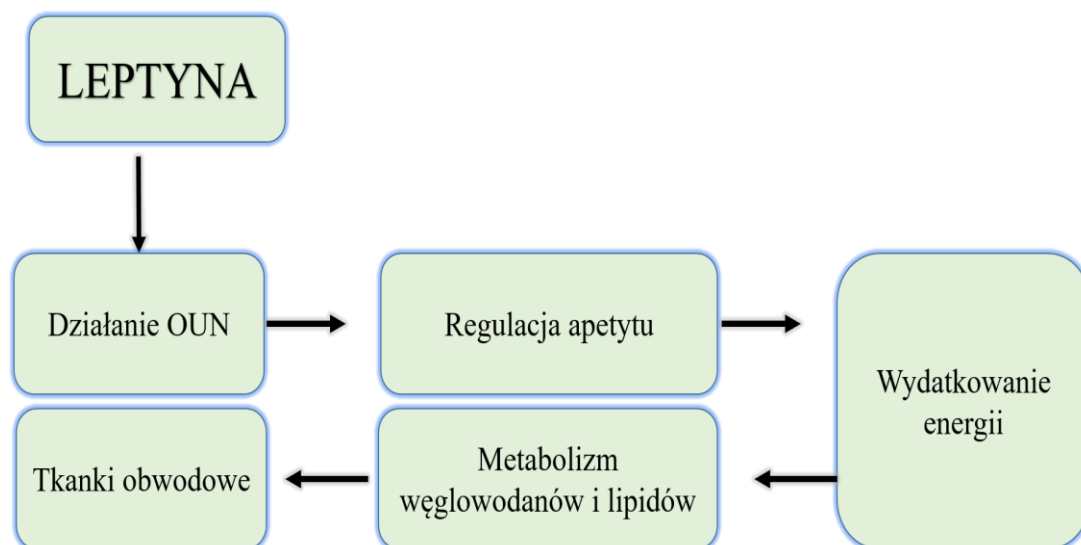 LEPTYNA
Działanie OUN
Regulacja apetytu
Wydatkowanie
energii
Metabolizm
węglowodanów i lipidów
Tkanki obwodowe